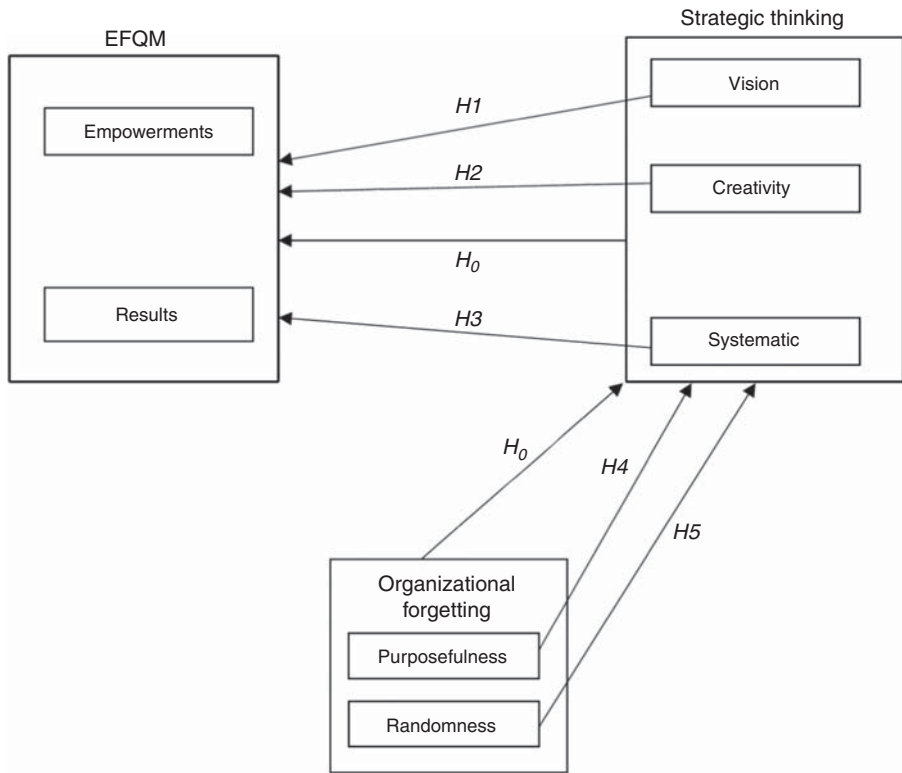 EFQM
Empowerments
Results
H1
H2
H0
H3
Strategic thinking
Vision
Creativity
Systematic
H0
H4
H5
Organizational
forgetting
Purposefulness
Randomness